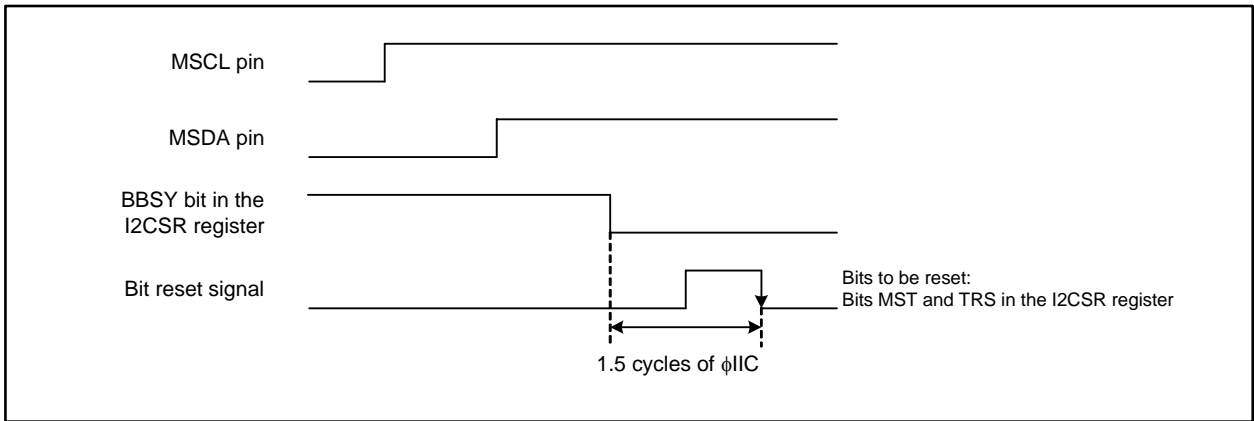 MSCL pin
MSDA pin
BBSY bit in the
I2CSR register
Bit reset signal
Bits to be reset:
Bits MST and TRS in the I2CSR register
1.5 cycles of ϕIIC